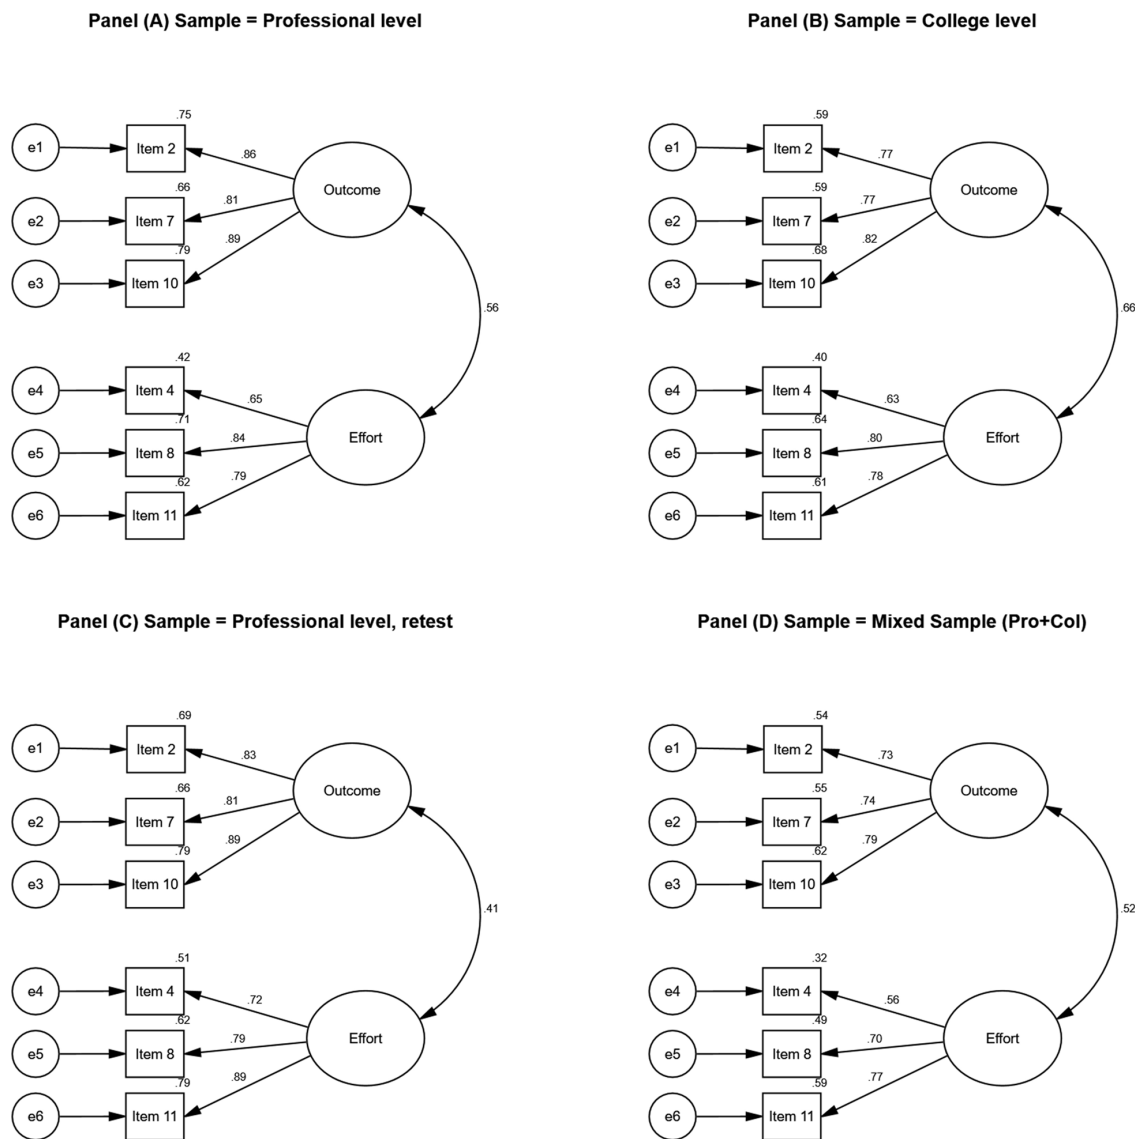 Panel (A) Sample = Professional level
.75
e1
Item 2
.86
.66
e2
Item 7
.81
Outcome
.79
e3
Item 10
.89
.56
.42
e4
Item 4
.65
.71
e5
Item 8
.84
Effort
.62
e6
Item 11
.79
Panel (B) Sample = College level
.59
e1
Item 2
.77
.59
e2
Item 7
.77
Outcome
.68
e3
Item 10
.82
.66
.40
e4
Item 4
.63
.64
e5
Item 8
.80
Effort
.61
e6
Item 11
.78
Panel (C) Sample = Professional level, retest
.69
e1
Item 2
.83
.66
e2
Item 7
.81
Outcome
.79
e3
Item 10
.89
.41
.51
e4
Item 4
.72
.62
e5
Item 8
.79
Effort
.79
e6
Item 11
.89
Panel (D) Sample = Mixed Sample (Pro+Col)
.54
e1
Item 2
.73
.55
e2
Item 7
.74
Outcome
.62
e3
Item 10
.79
.52
.32
e4
Item 4
.56
.49
e5
Item 8
.70
Effort
.59
e6
Item 11
.77